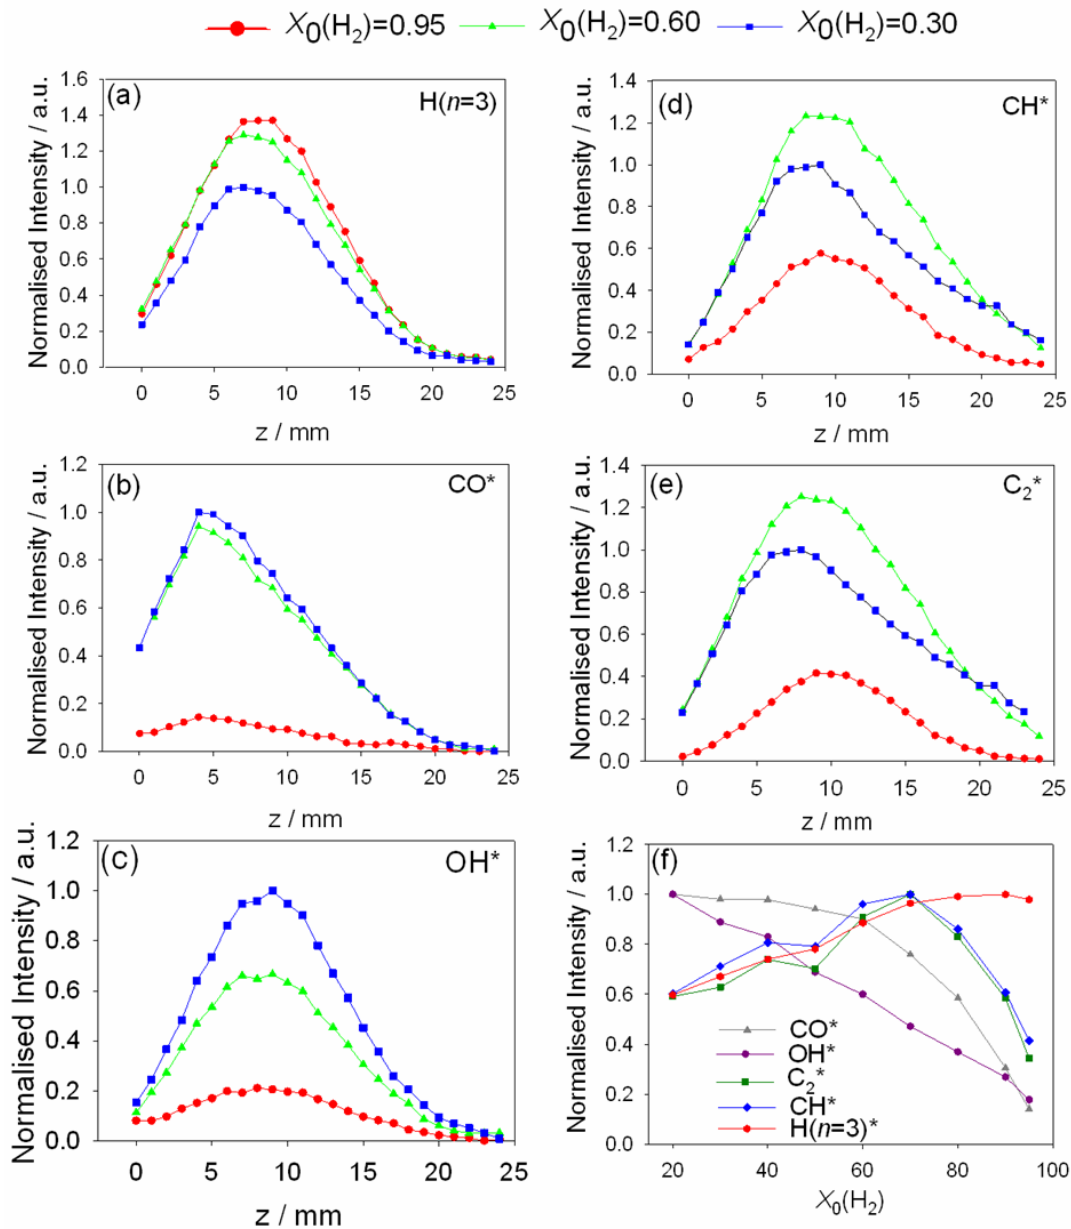 X₀(H₂)=0.95 X₀(H₂)=0.60 X₀(H₂)=0.30
(a)
H(n=3)
Normalised Intensity / a.u.
1.6
1.4
1.2
1.0
0.8
0.6
0.4
0.2
0.0
0 5 10 15 20 25
z / mm
(d)
CH*
Normalised Intensity / a.u.
1.4
1.2
1.0
0.8
0.6
0.4
0.2
0.0
0 5 10 15 20 25
z / mm
(b)
CO*
Normalised Intensity / a.u.
1.2
1.0
0.8
0.6
0.4
0.2
0.0
0 5 10 15 20 25
z / mm
(e)
C₂*
Normalised Intensity / a.u.
1.4
1.2
1.0
0.8
0.6
0.4
0.2
0.0
0 5 10 15 20 25
z / mm
(c)
OH*
Normalised Intensity / a.u.
1.4
1.2
1.0
0.8
0.6
0.4
0.2
0.0
0 5 10 15 20 25
z / mm
(f)
Normalised Intensity / a.u.
1.2
1.0
0.8
0.6
0.4
0.2
0.0
CO*
OH*
C₂*
CH*
H(n=3)*
20 40 60 80 100
X₀(H₂)